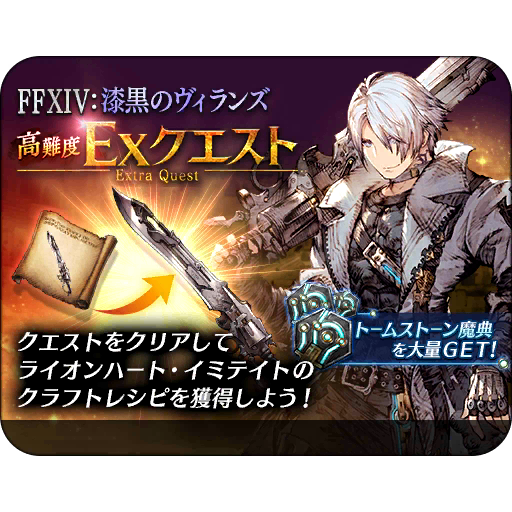 FFXIV:漆黒のヴィランズ
高難度 Exクエスト
Extra Quest
トームストーン魔典
を大量GET!
クエストをクリアして
ライオンハート・イミテイトの
クラフトレシピを獲得しよう!